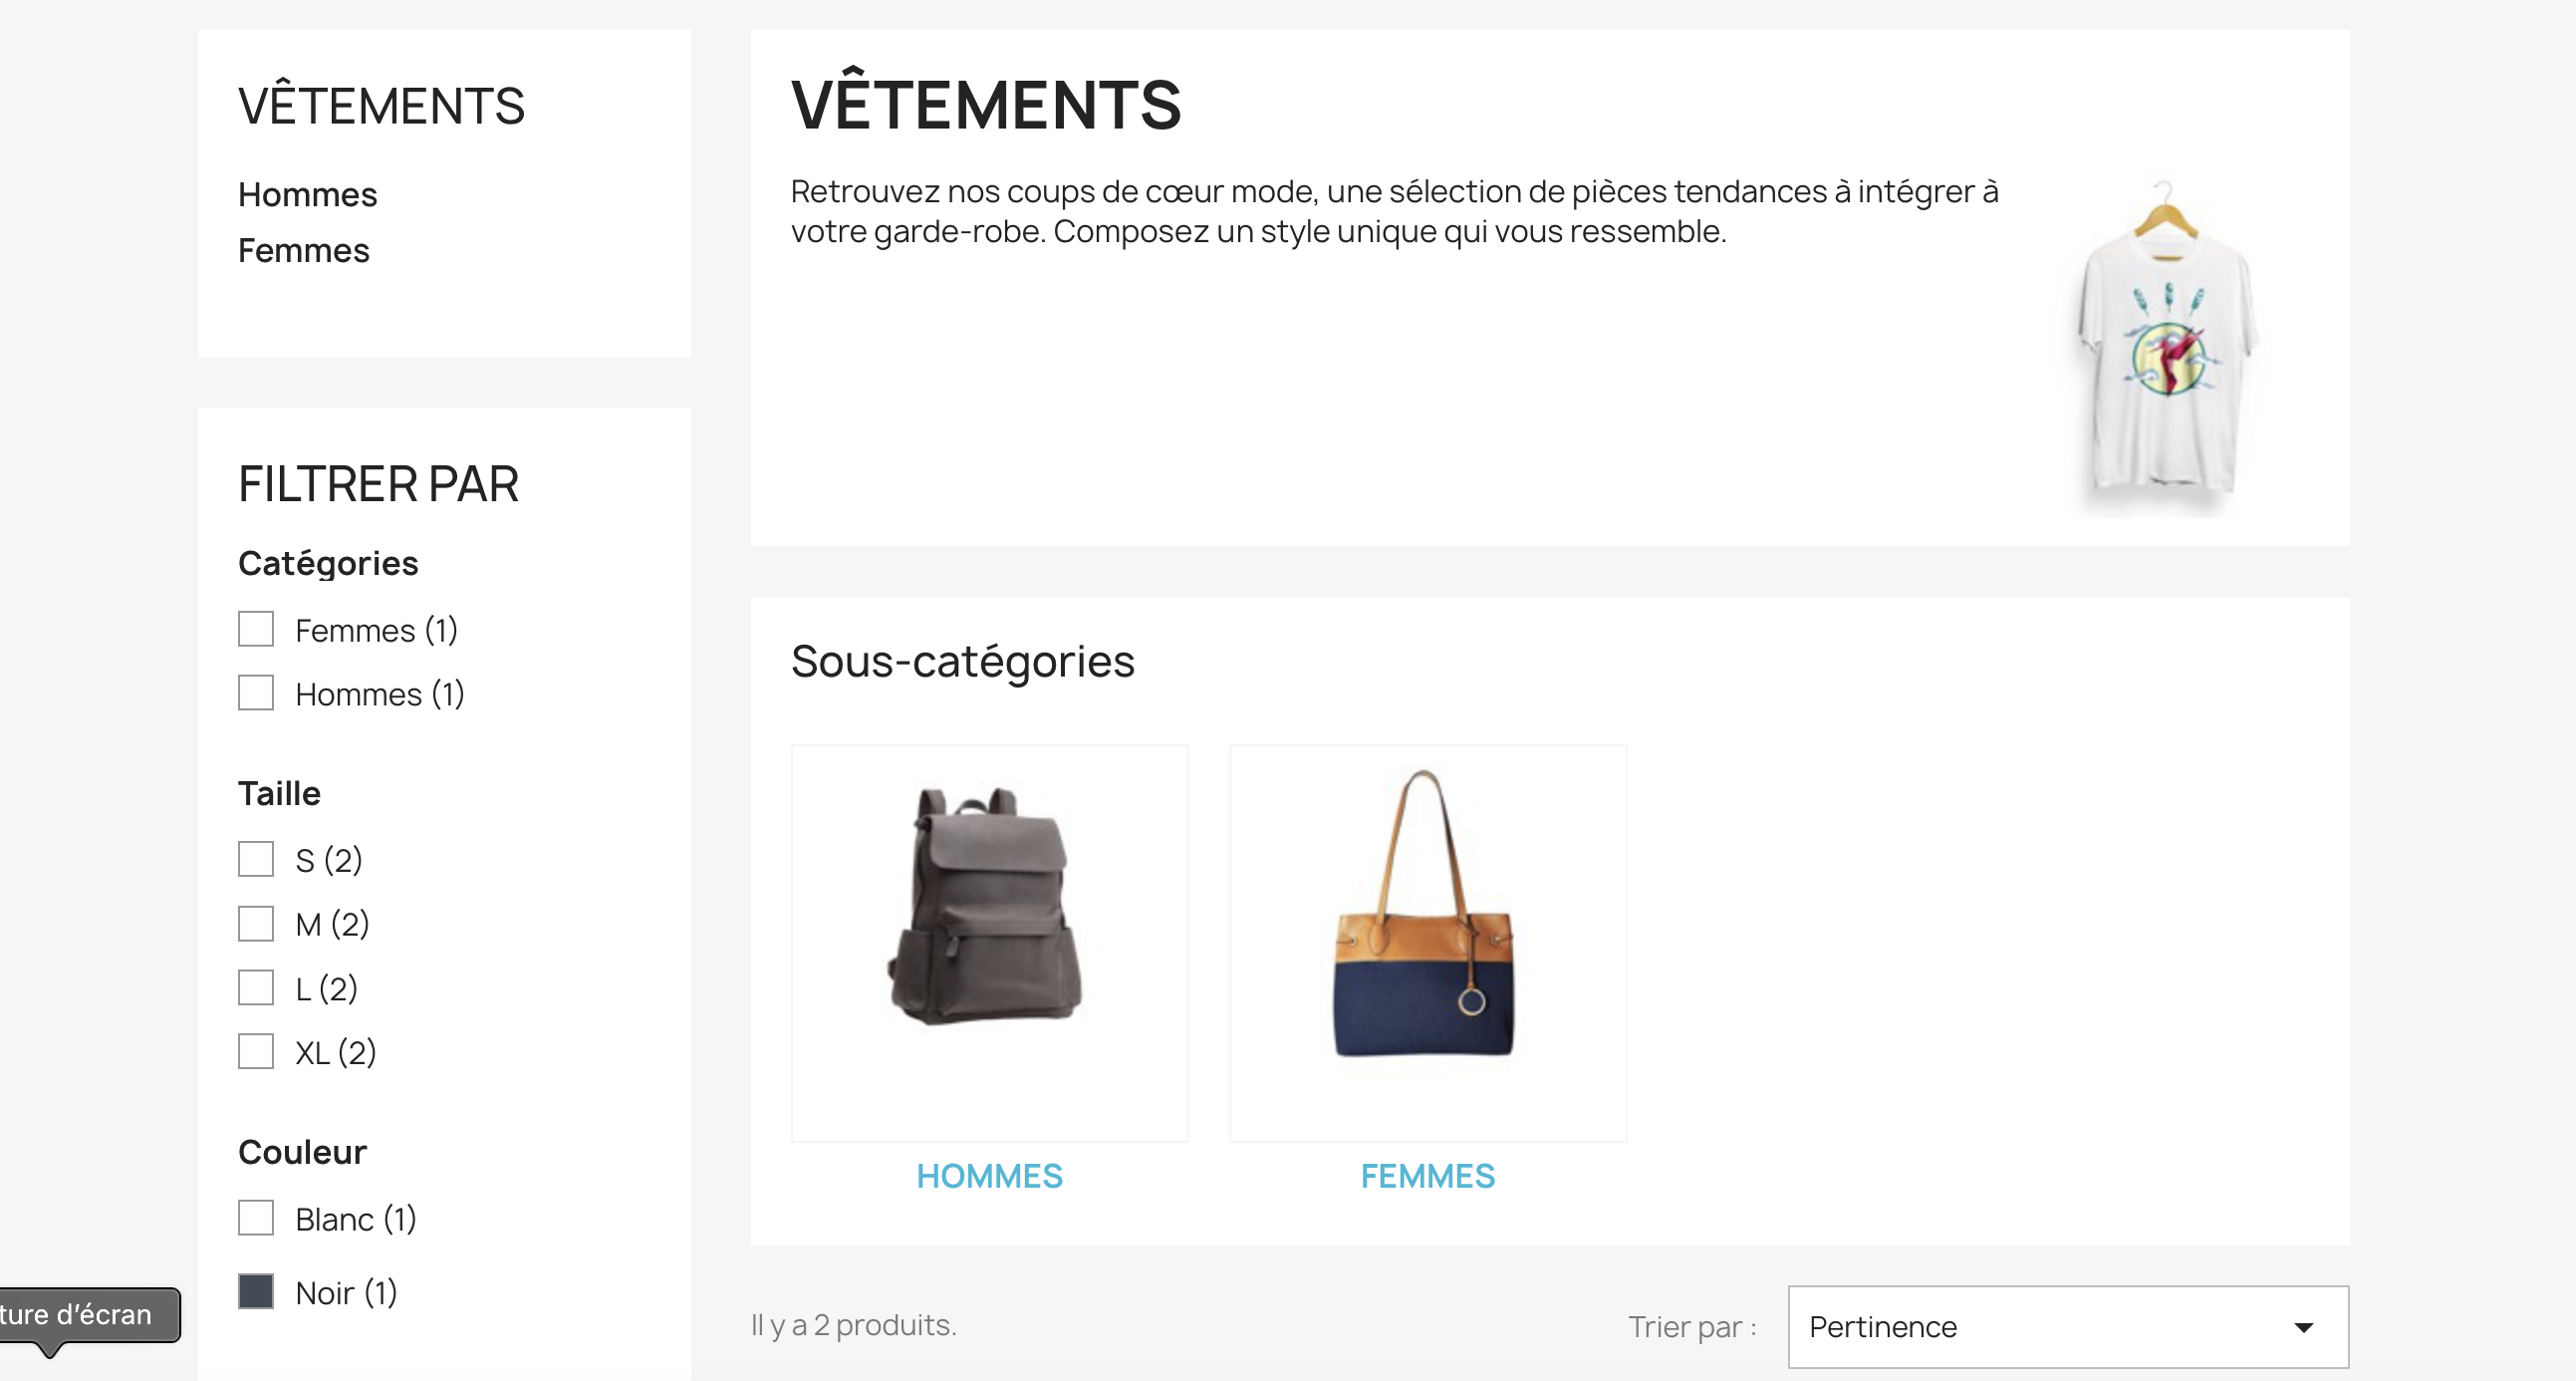 VÊTEMENTS
Hommes
Femmes
FILTRER PAR
Catégories
Femmes (1)
Hommes (1)
Taille
S (2)
M (2)
L (2)
XL (2)
Couleur
Blanc (1)
Noir (1)
ture d'écran
VÊTEMENTS
Retrouvez nos coups de cœur mode, une sélection de pièces tendances à intégrer à
votre garde-robe. Composez un style unique qui vous ressemble.
Sous-catégories
HOMMES
FEMMES
Il y a 2 produits.
Trier par :
Pertinence